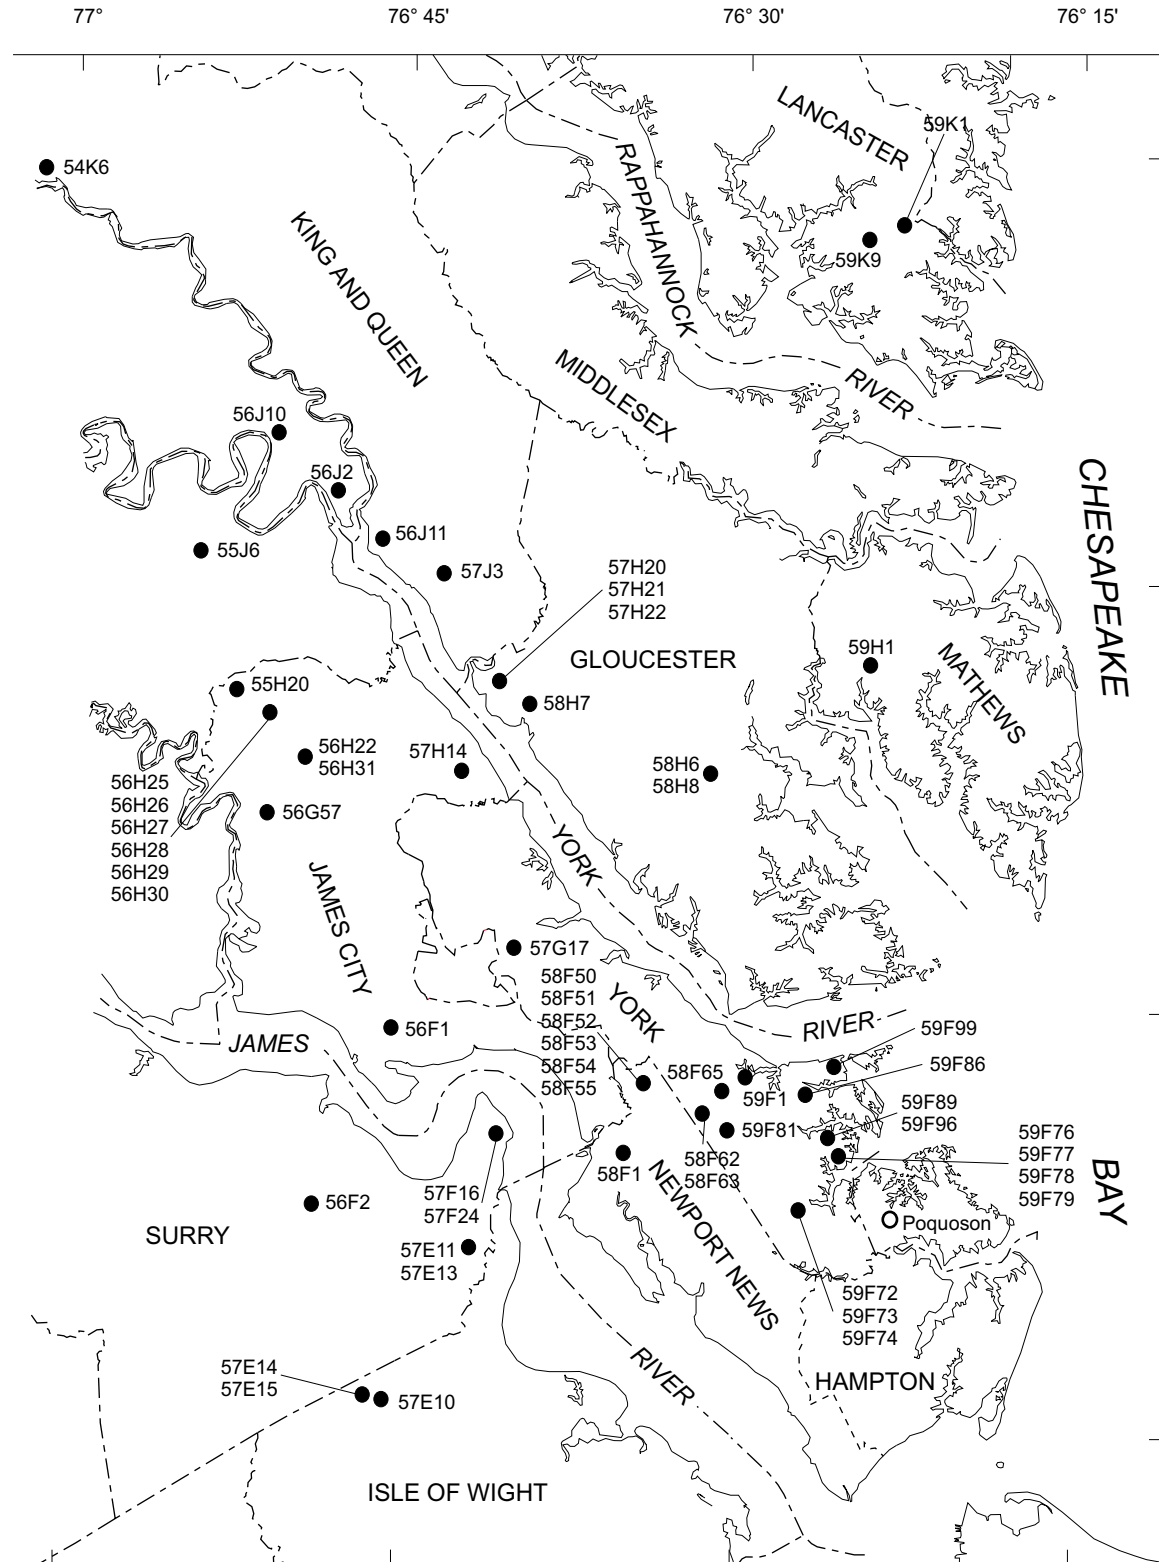 77°
76° 45'
76° 30'
76° 15'
LANCASTER
59K1
54K6
RAPPAHANNOCK
KING AND QUEEN
59K9
MIDDLESEX
RIVER
56J10
CHESAPEAKE
56J2
56J11
55J6
57J3
57H20
57H21
57H22
GLOUCESTER
59H1
MATHEWS
55H20
58H7
56H22
56H31
57H14
58H6
58H8
56H25
56H26
56H27
56H28
56H29
56H30
56G57
YORK
JAMES CITY
57G17
58F50
58F51
58F52
58F53
58F54
58F55
YORK
RIVER
56F1
JAMES
59F99
59F86
58F65
59F1
59F89
59F96
59F81
59F76
59F77
59F78
59F79
58F62
58F63
58F1
BAY
57F16
57F24
56F2
NEWPORT NEWS
Poquoson
SURRY
57E11
57E13
59F72
59F73
59F74
57E14
57E15
57E10
RIVER
HAMPTON
ISLE OF WIGHT